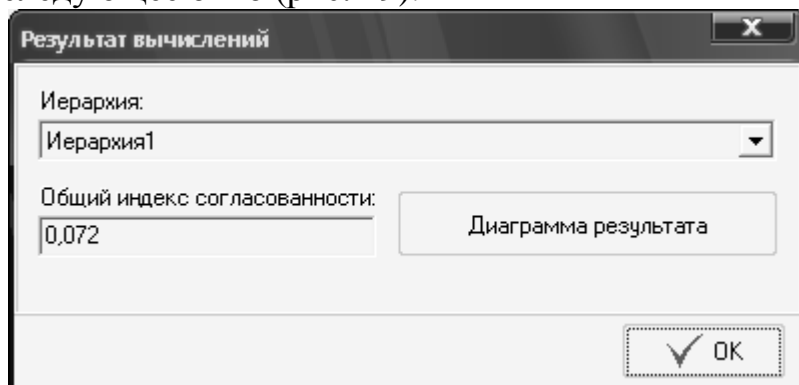 Результат вычислений
Иерархия:
Иерархия1
Общий индекс согласованности:
0,072
Диаграмма результата
OK